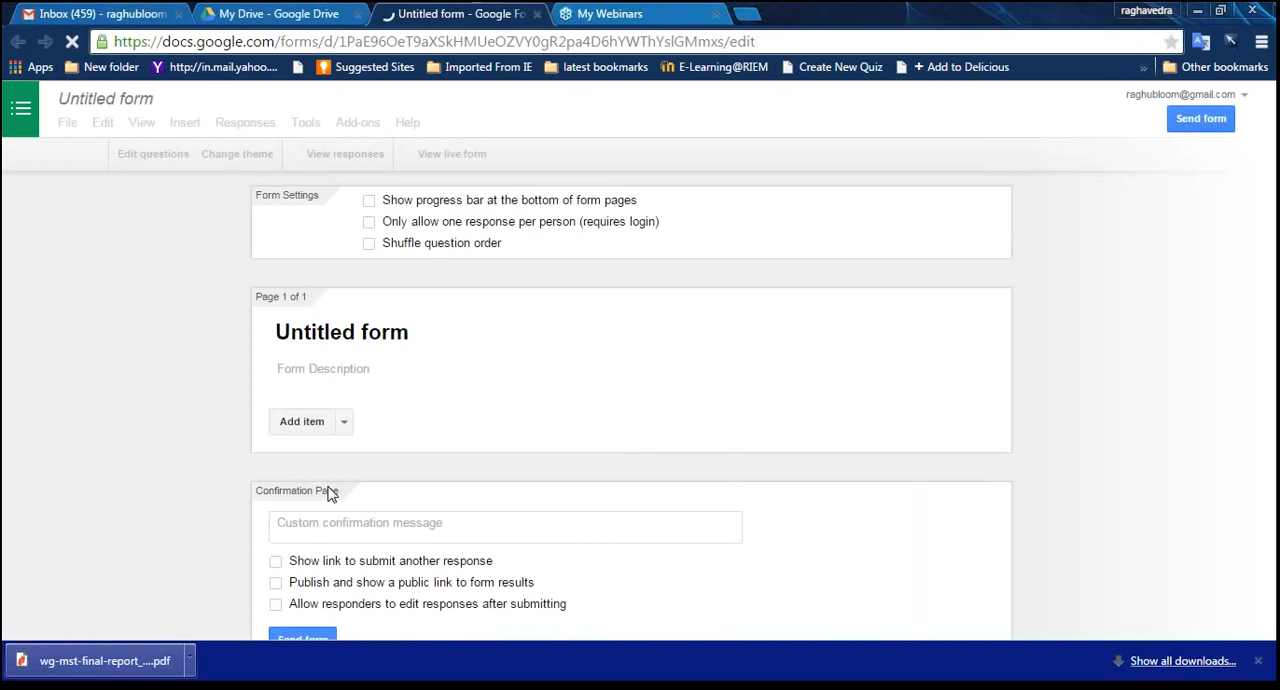 Inbox (459) - raghubloom
My Drive - Google Drive
Untitled form - Google Fo
My Webinars
raghavedra
https://docs.google.com/forms/d/1PaE96OeT9aXSkHMUeOZVY0gR2pa4D6hYWThYslGMmxs/edit
Apps
New folder
http://in.mail.yahoo....
Suggested Sites
Imported From IE
latest bookmarks
E-Learning@RIEM
Create New Quiz
+ Add to Delicious
»
Other bookmarks
Untitled form
raghubloom@gmail.com
File Edit View Insert Responses Tools Add-ons Help
Send form
Edit questions
Change theme
View responses
View live form
Form Settings
Show progress bar at the bottom of form pages
Only allow one response per person (requires login)
Shuffle question order
Page 1 of 1
Untitled form
Form Description
Add item
Confirmation Page
Custom confirmation message
Show link to submit another response
Publish and show a public link to form results
Allow responders to edit responses after submitting
Send form
wg-mst-final-report_....pdf
Show all downloads...